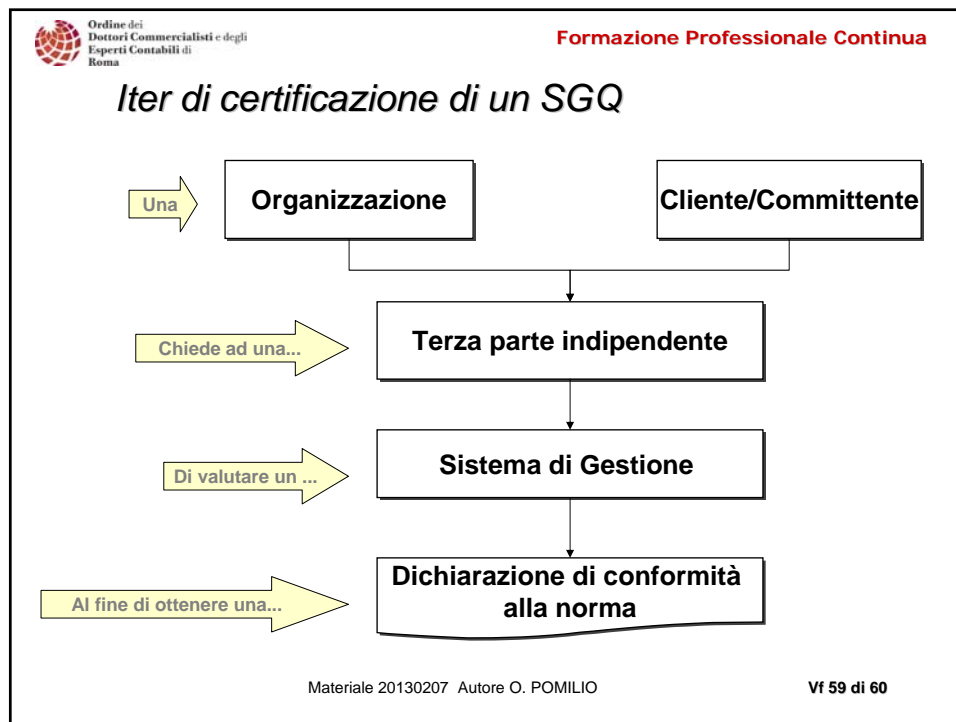 Ordine dei
Dottori Commercialisti e degli
Esperti Contabili di
Roma
Formazione Professionale Continua
Iter di certificazione di un SGQ
Una
Organizzazione
Cliente/Committente
Chiede ad una...
Terza parte indipendente
Di valutare un ...
Sistema di Gestione
Al fine di ottenere una...
Dichiarazione di conformità
alla norma
Materiale 20130207 Autore O. POMILIO
Vf 59 di 60